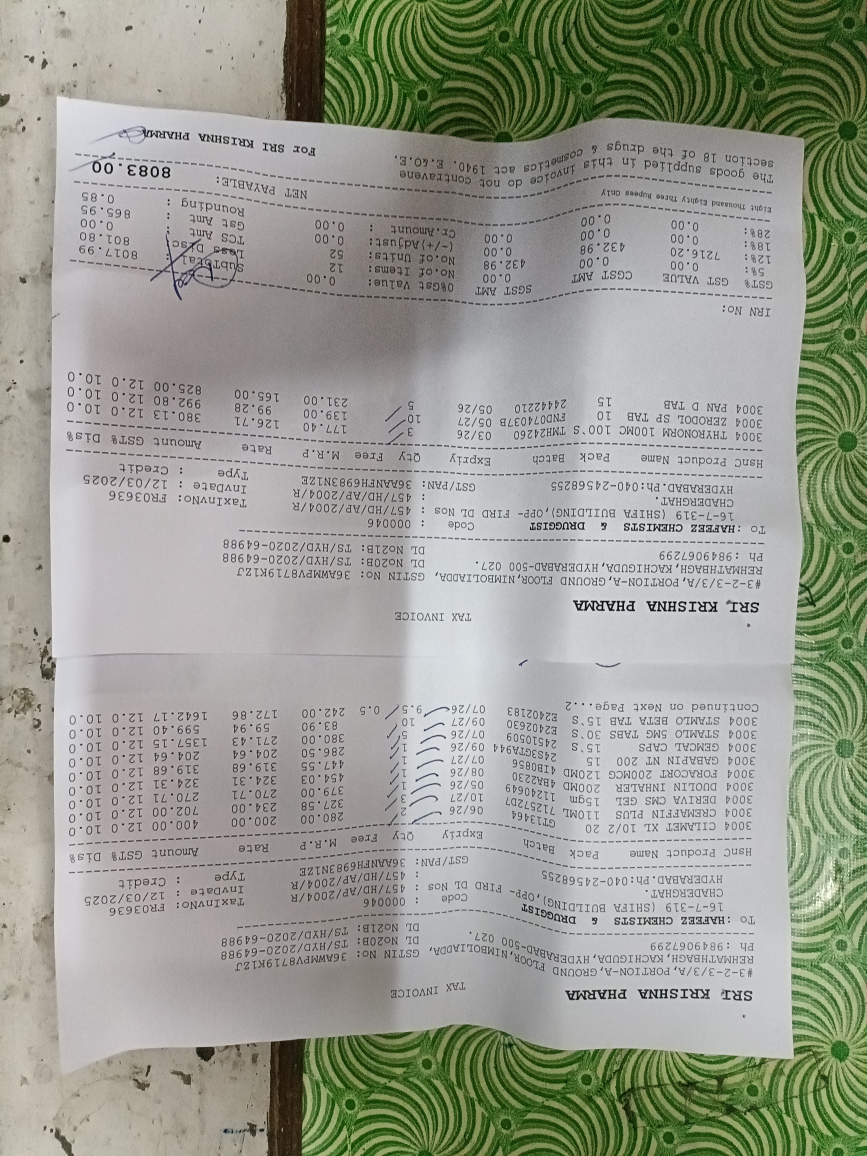 SRI KRISHNA PHARMA
TAX INVOICE
#3-2-3/3/A, PORTION-A, GROUND FLOOR, NIMBOLIADDA, GSTIN No: 36AWMPV8719K1ZJ
REHMATHBAGH, KACHIGUDA, HYDERABAD-500 027. DL No20B: TS/HYD/2020-64988
Ph :9849067299 DL No21B: TS/HYD/2020-64988
To :HAFEEZ CHEMISTS & DRUGGIST Code : 000046 TaxInvNo: FR03636
16-7-319 (SHIFA BUILDING), OPP- FIRD DL Nos : 457/HD/AP/2004/R InvDate : 12/03/2025
CHADERGHAT. : 457/HD/AP/2004/R Type : Credit
HYDERABAD.Ph:040-24568255 GST/PAN: 36AANFH6983N1ZE
HsnC Product Name Pack Batch Expriy Qty Free M.R.P Rate Amount GST% Dis%
3004 CILAMET XL 10/2 20 GT13464 06/26 2 280.00 200.00 400.00 12.0 10.0
3004 CREMAFFIN PLUS 110ML 71257ZD7 10/27 3 327.58 234.00 702.00 12.0 10.0
3004 DERIVA CMS GEL 15gm 11240649 05/26 1 379.00 270.71 270.71 12.0 10.0
3004 DUOLIN INHALER 200MD 4BA2230 08/26 1 454.03 324.31 324.31 12.0 10.0
3004 FORACORT 200MCG 120MD 41B0856 07/27 1 447.55 319.68 319.68 12.0 10.0
3004 GABAPIN NT 200 15 24S3GTA944 09/26 1 286.50 204.64 204.64 12.0 10.0
3004 GEMCAL CAPS 15`S 24510509 07/26 5 380.00 271.43 1357.15 12.0 10.0
3004 STAMLO 5MG TABS 30`S E2402630 09/27 10 83.90 59.94 599.40 12.0 10.0
3004 STAMLO BETA TAB 15`S E2402183 07/26 9.5 0.5 242.00 172.86 1642.17 12.0 10.0
Continued on Next Page...2
SRI KRISHNA PHARMA
TAX INVOICE
#3-2-3/3/A, PORTION-A, GROUND FLOOR, NIMBOLIADDA, GSTIN No: 36AWMPV8719K1ZJ
REHMATHBAGH, KACHIGUDA, HYDERABAD-500 027. DL No20B: TS/HYD/2020-64988
Ph :9849067299 DL No21B: TS/HYD/2020-64988
To :HAFEEZ CHEMISTS & DRUGGIST Code : 000046 TaxInvNo: FR03636
16-7-319 (SHIFA BUILDING), OPP- FIRD DL Nos : 457/HD/AP/2004/R InvDate : 12/03/2025
CHADERGHAT. : 457/HD/AP/2004/R Type : Credit
HYDERABAD.Ph:040-24568255 GST/PAN: 36AANFH6983N1ZE
HsnC Product Name Pack Batch Expriy Qty Free M.R.P Rate Amount GST% Dis%
3004 THYRONORM 100MC 100`S TMH24260 03/26 3 177.40 126.71 380.13 12.0 10.0
3004 ZERODOL SP TAB 10 FND074037B 05/27 10 139.00 99.28 992.80 12.0 10.0
3004 PAN D TAB 15 24442210 05/26 5 231.00 165.00 825.00 12.0 10.0
IRN No:
GST% GST VALUE CGST AMT SGST AMT 0%Gst Value: 0.00 SubTotal : 8017.99
5%: 0.00 0.00 0.00 No.of Items: 12 Less Disc : 801.80
12%: 7216.20 432.98 432.98 No.of Units: 52 TCS Amt : 0.00
18%: 0.00 0.00 0.00 (-/+)Adjust: 0.00 Gst Amt : 865.95
28%: 0.00 0.00 0.00 Cr.Amount : 0.00 Rounding : 0.85
Eight Thousand Eighty Three Rupees Only NET PAYABLE: 8083.00
The goods supplied in this invoice do not contravene
section 18 of the drugs & cosmetics act 1940. E.&O.E. For SRI KRISHNA PHARMA